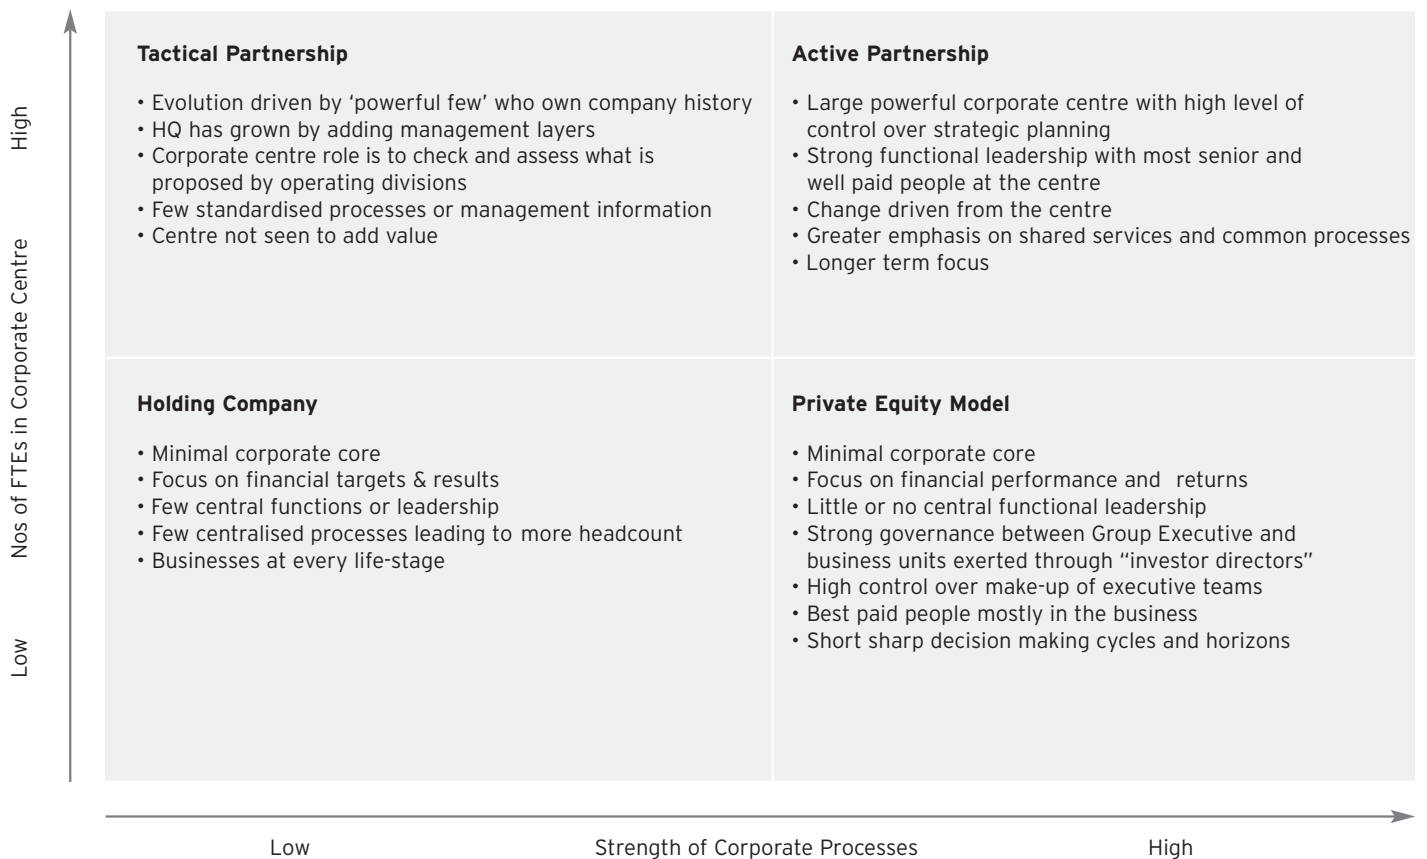 Tactical Partnership
• Evolution driven by ‘powerful few’ who own company history
• HQ has grown by adding management layers
• Corporate centre role is to check and assess what is
proposed by operating divisions
• Few standardised processes or management information
• Centre not seen to add value
Active Partnership
• Large powerful corporate centre with high level of
control over strategic planning
• Strong functional leadership with most senior and
well paid people at the centre
• Change driven from the centre
• Greater emphasis on shared services and common processes
• Longer term focus
Holding Company
• Minimal corporate core
• Focus on financial targets & results
• Few central functions or leadership
• Few centralised processes leading to more headcount
• Businesses at every life-stage
Private Equity Model
• Minimal corporate core
• Focus on financial performance and returns
• Little or no central functional leadership
• Strong governance between Group Executive and
business units exerted through “investor directors”
• High control over make-up of executive teams
• Best paid people mostly in the business
• Short sharp decision making cycles and horizons
High
Nos of FTEs in Corporate Centre
Low
Low
Strength of Corporate Processes
High